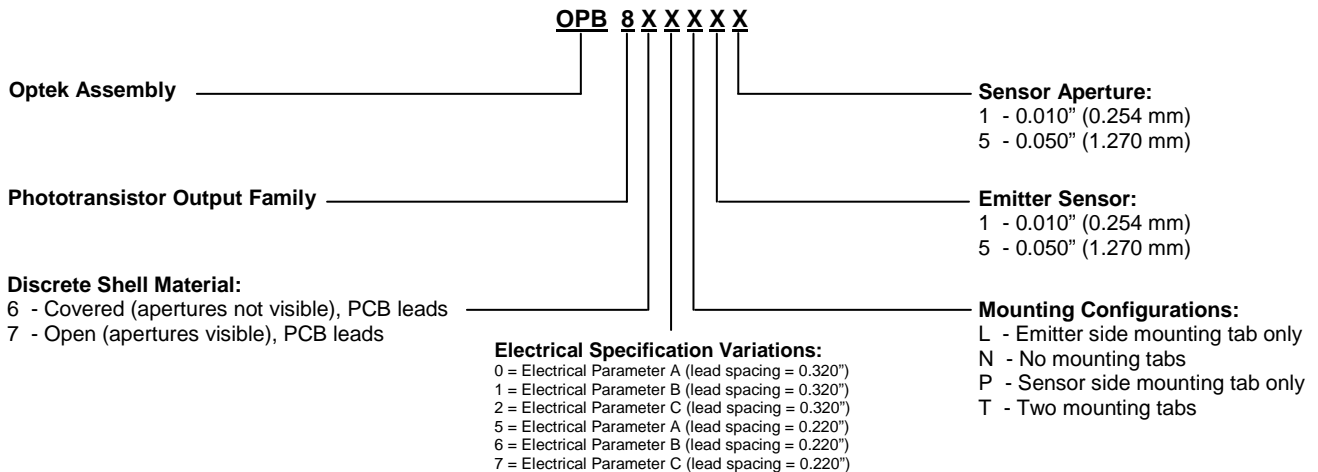 OPB 8 X X X X X
Optek Assembly
Phototransistor Output Family
Discrete Shell Material:
6 - Covered (apertures not visible), PCB leads
7 - Open (apertures visible), PCB leads
Electrical Specification Variations:
0 = Electrical Parameter A (lead spacing = 0.320”)
1 = Electrical Parameter B (lead spacing = 0.320”)
2 = Electrical Parameter C (lead spacing = 0.320”)
5 = Electrical Parameter A (lead spacing = 0.220”)
6 = Electrical Parameter B (lead spacing = 0.220”)
7 = Electrical Parameter C (lead spacing = 0.220”)
Sensor Aperture:
1 - 0.010” (0.254 mm)
5 - 0.050” (1.270 mm)
Emitter Sensor:
1 - 0.010” (0.254 mm)
5 - 0.050” (1.270 mm)
Mounting Configurations:
L - Emitter side mounting tab only
N - No mounting tabs
P - Sensor side mounting tab only
T - Two mounting tabs